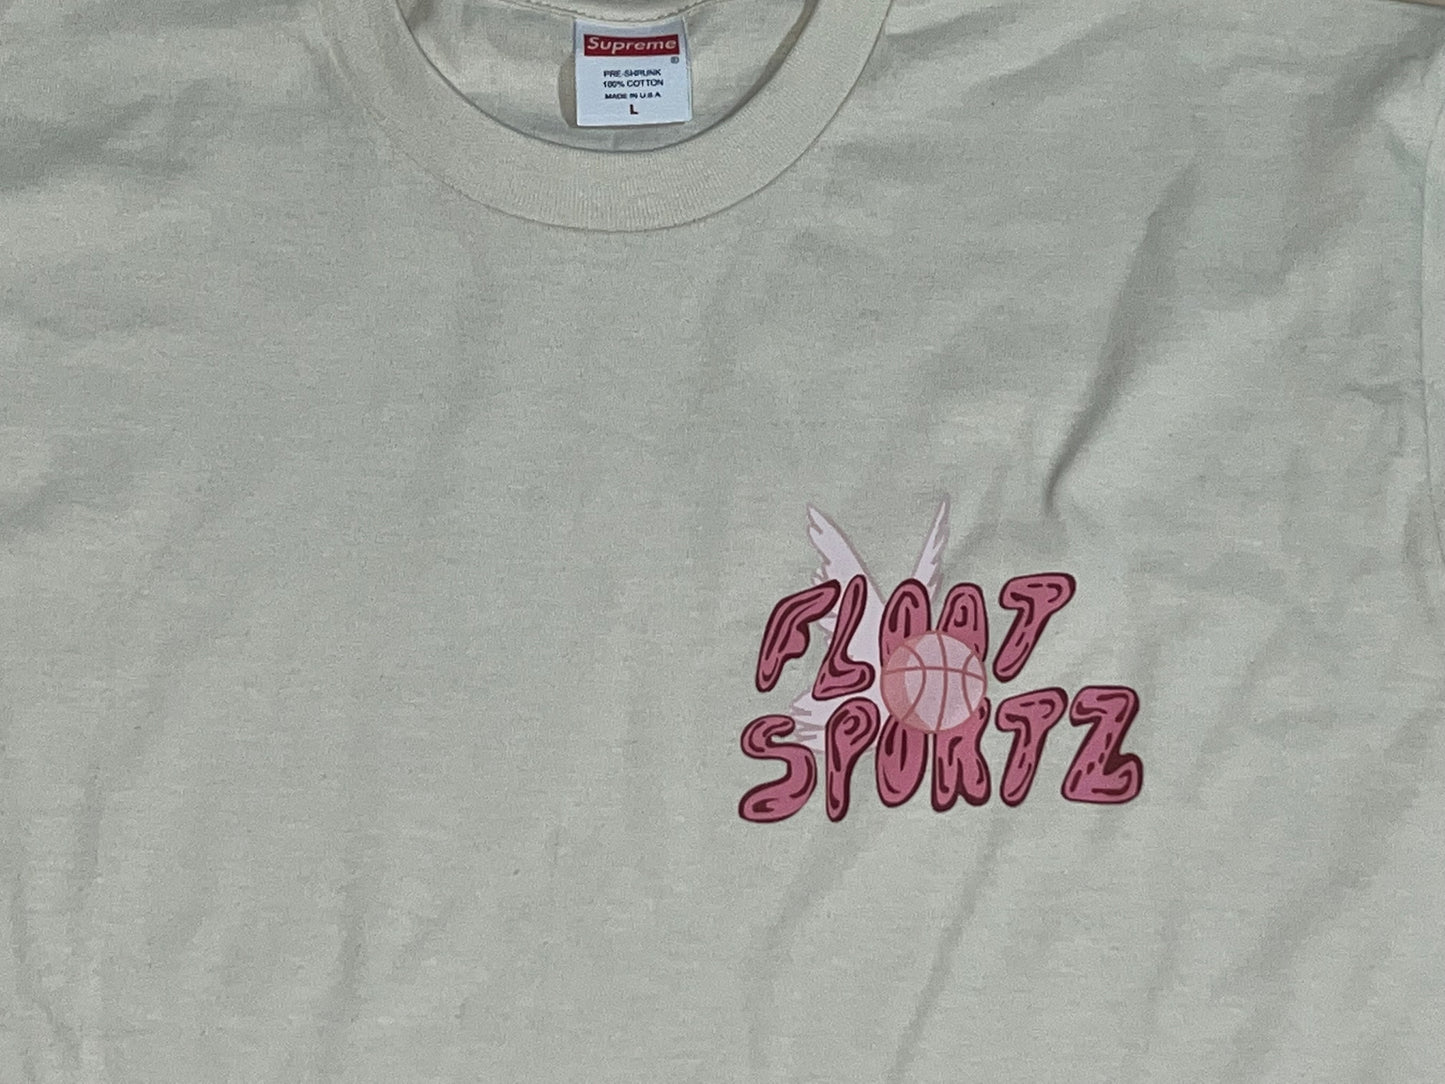 Supreme
®
PRE-SHRUNK
100% COTTON
MADE IN U.S.A
L
FLOAT
SPORTZ